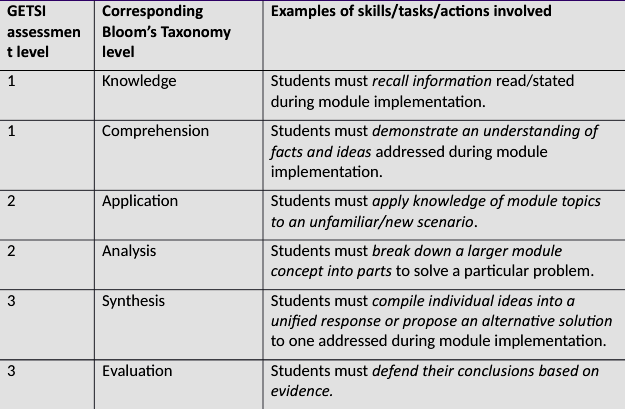 GETSI
assessmen
t level
Corresponding
Bloom's Taxonomy
level
Examples of skills/tasks/actions involved
1
Knowledge
Students must recall information read/stated
during module implementation.
1
Comprehension
Students must demonstrate an understanding of
facts and ideas addressed during module
implementation.
2
Application
Students must apply knowledge of module topics
to an unfamiliar/new scenario.
2
Analysis
Students must break down a larger module
concept into parts to solve a particular problem.
3
Synthesis
Students must compile individual ideas into a
unified response or propose an alternative solution
to one addressed during module implementation.
3
Evaluation
Students must defend their conclusions based on
evidence.